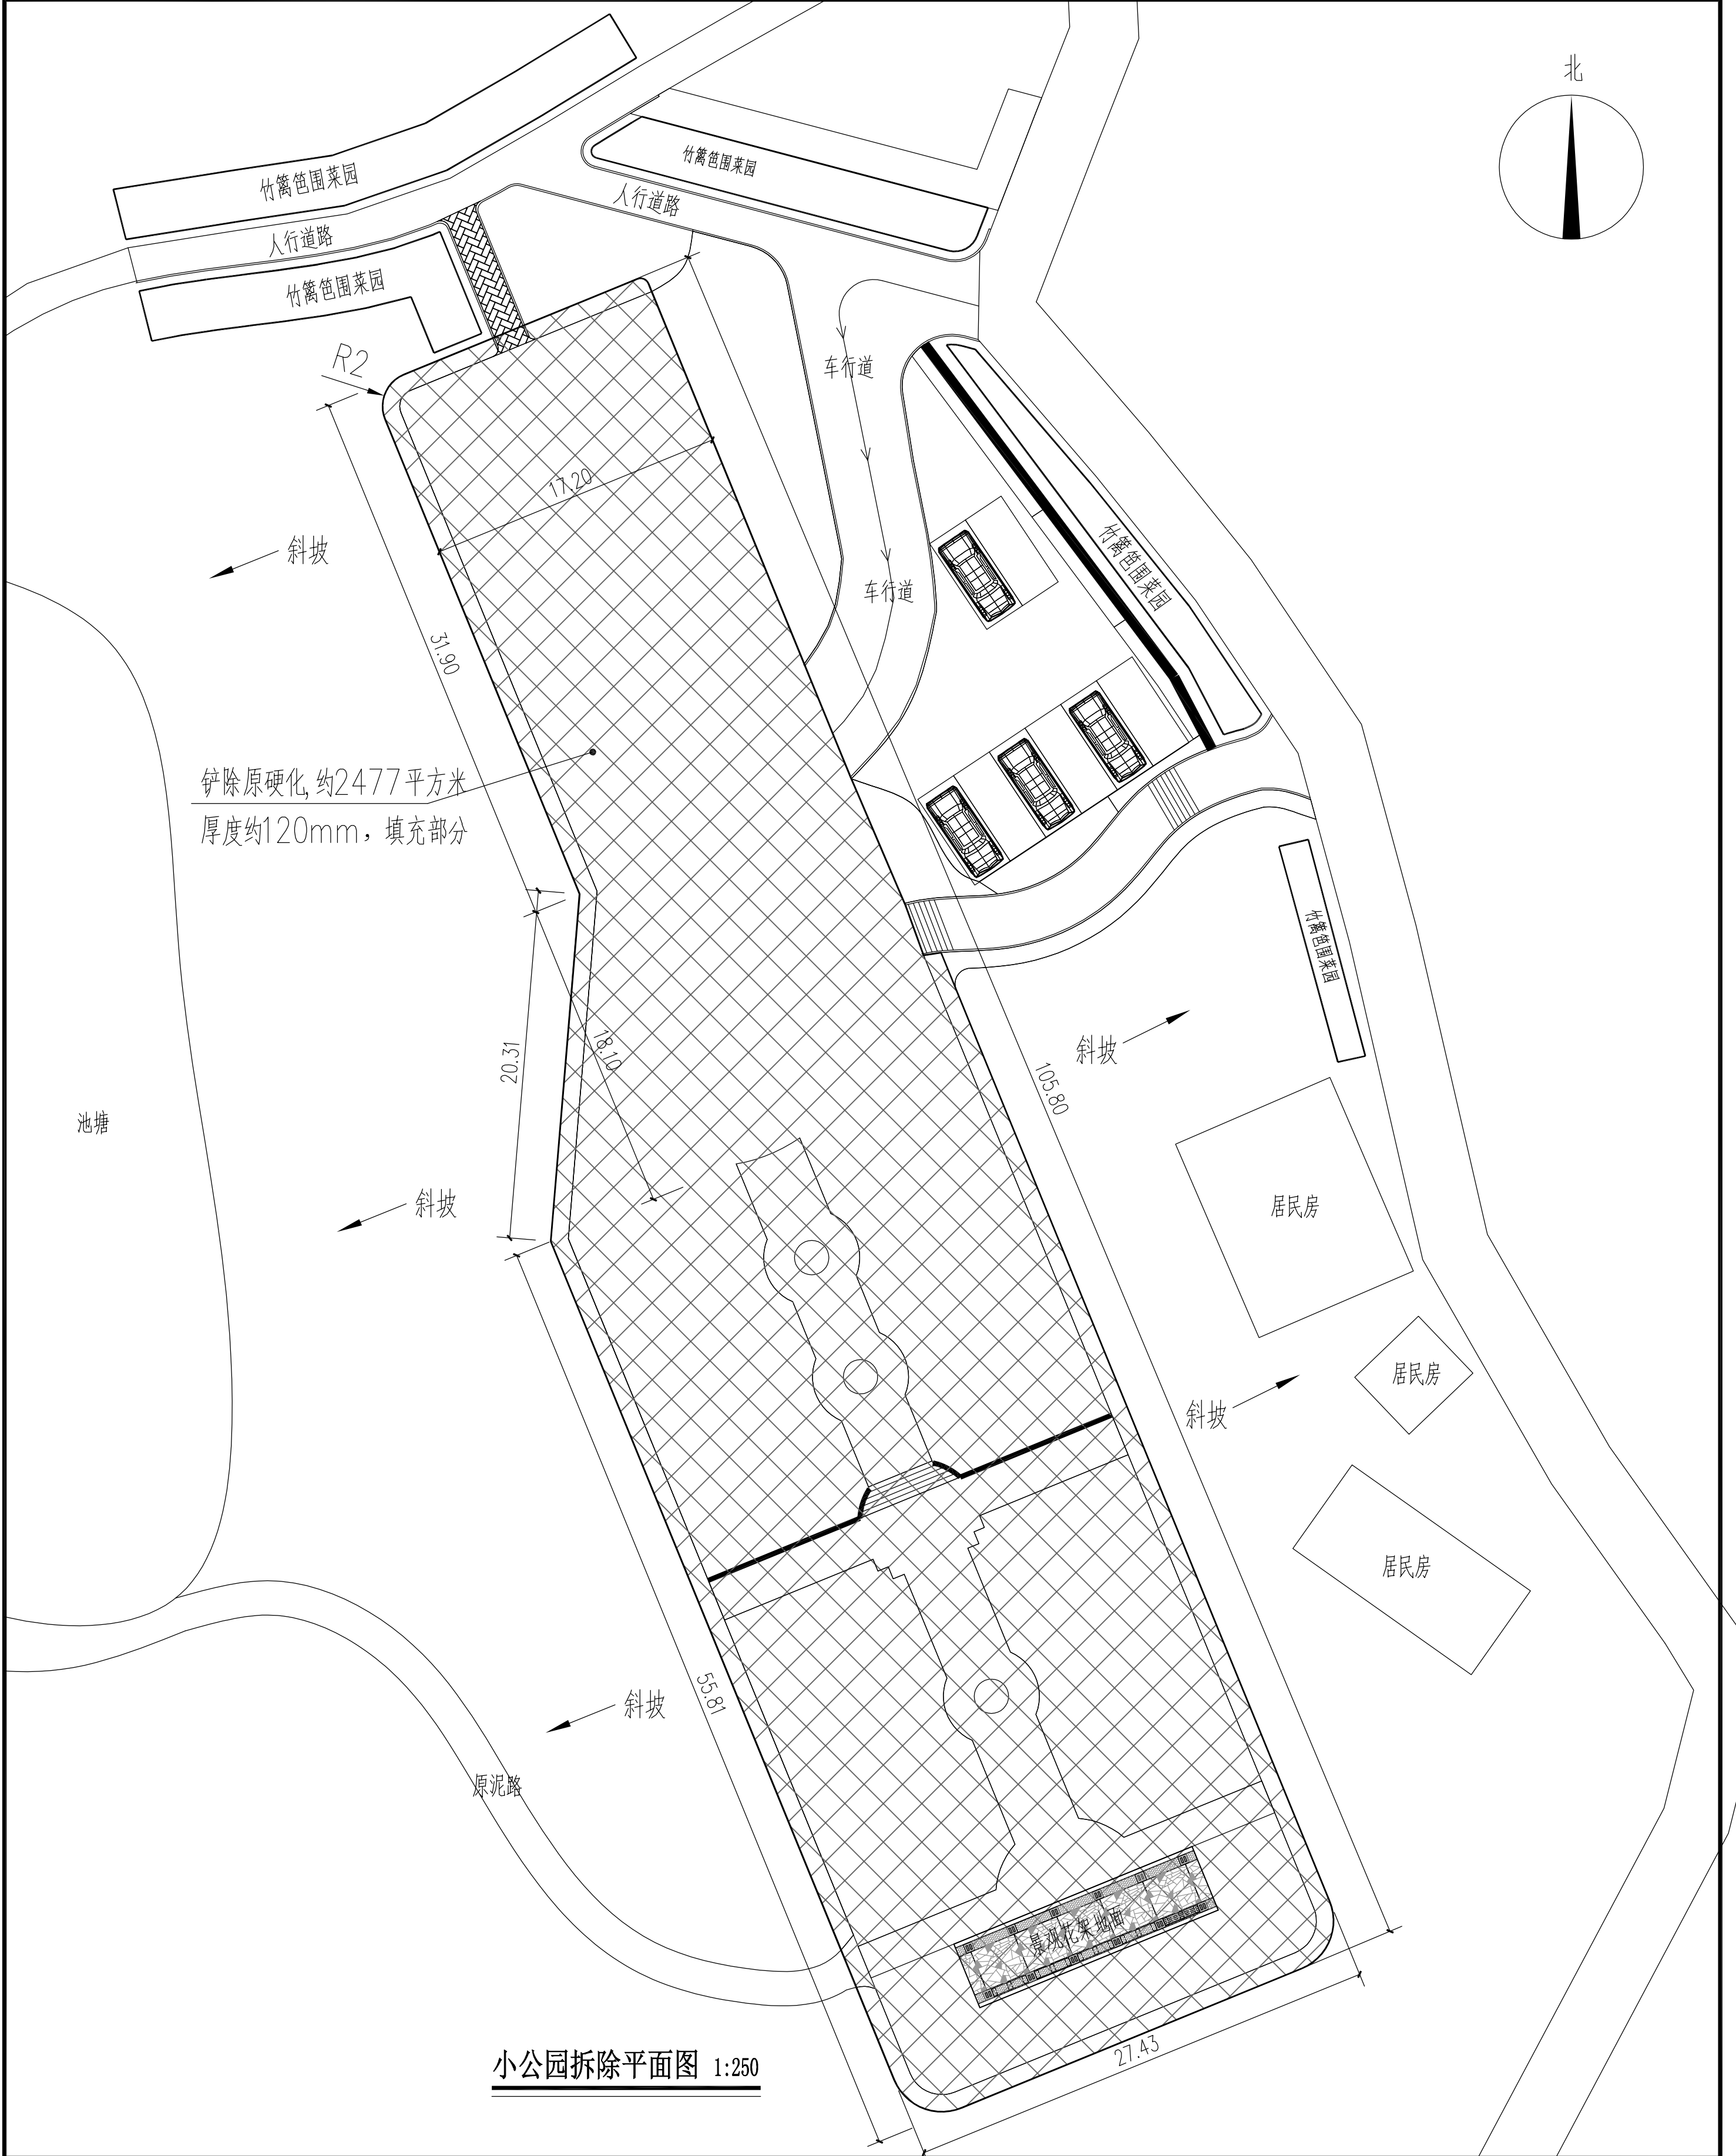 北
竹篱笆围菜园
竹篱笆围菜园
人行道路
人行道路
竹篱笆围菜园
R2
车行道
17.20
斜坡
竹篱笆围菜园
车行道
31.90
铲除原硬化,约2477平方米
厚度约120mm，填充部分
竹篱笆围菜园
20.31
18.10
斜坡
105.80
池塘
斜坡
居民房
居民房
斜坡
居民房
55.81
斜坡
原泥路
景观花架地面
27.43
小公园拆除平面图 1:250